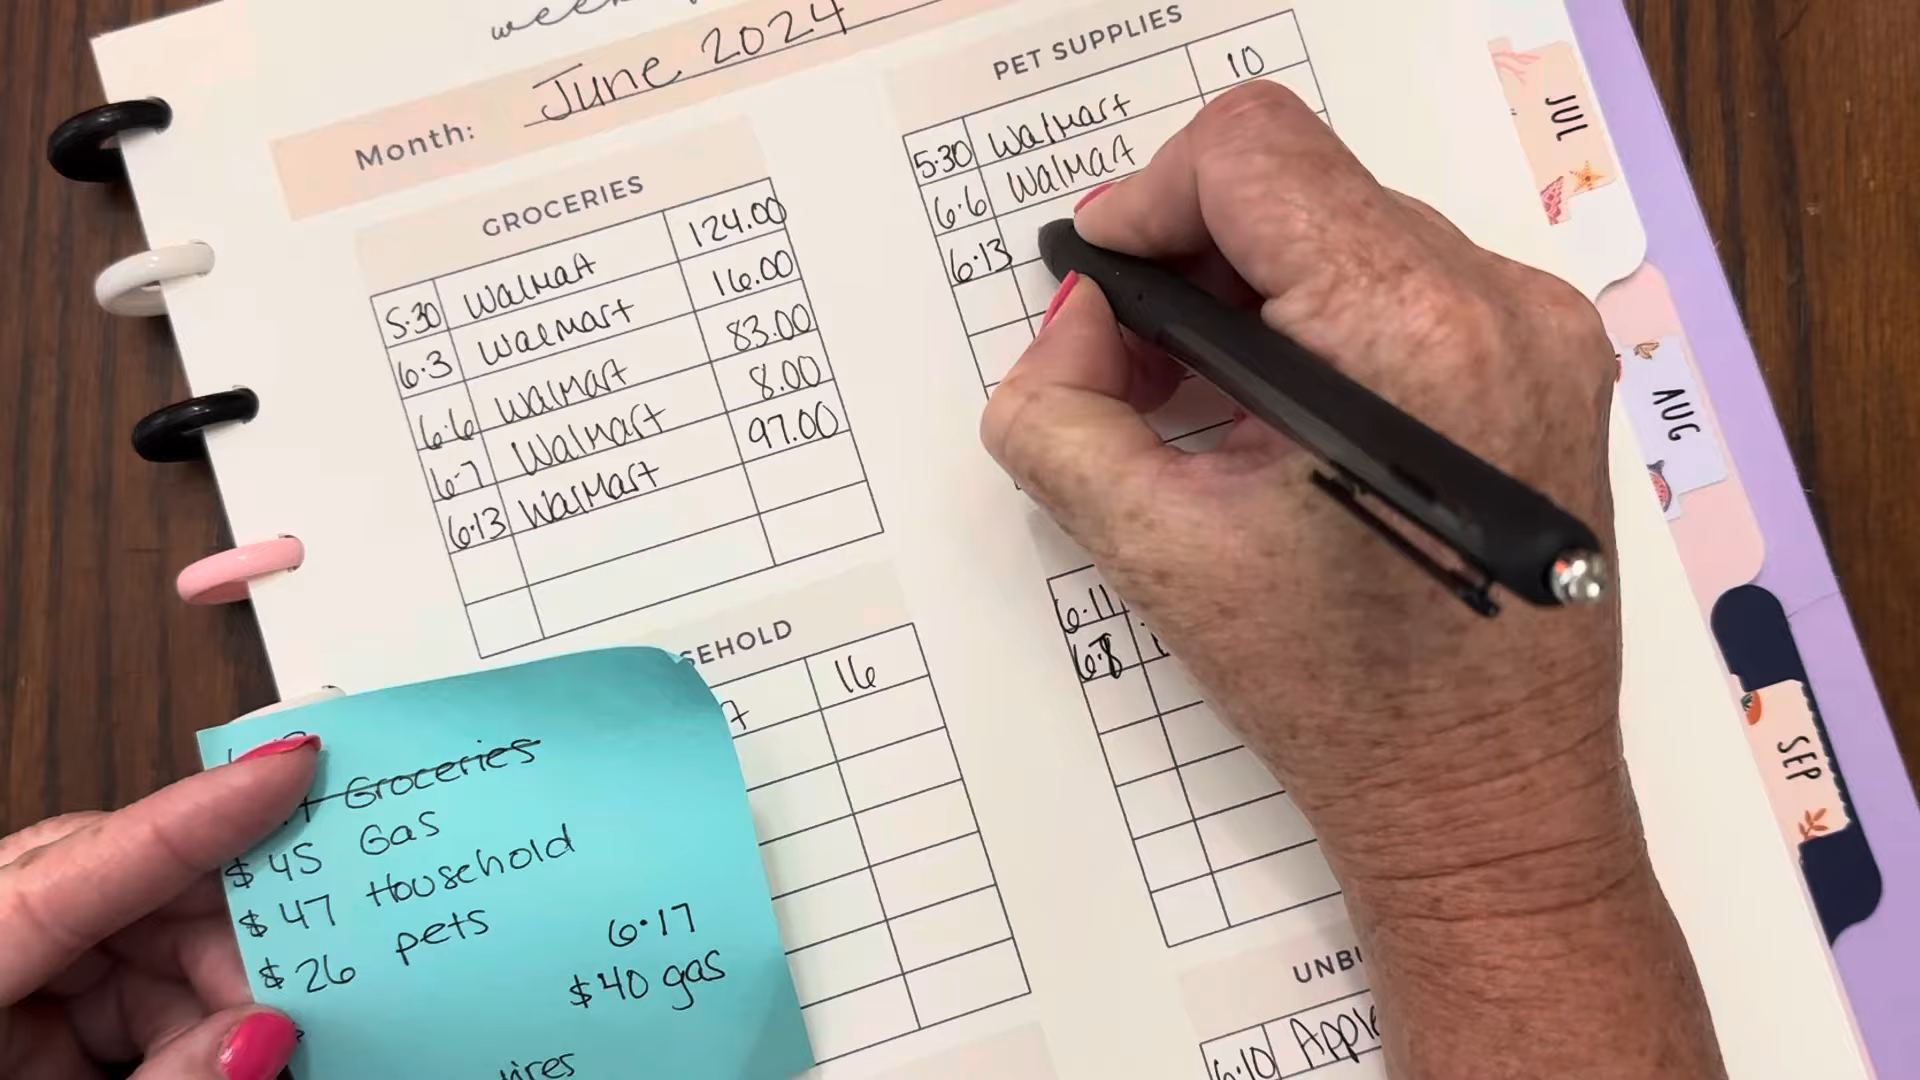 Month: June 2024
GROCERIES
5.30 Walmart 124.00
6.3 Walmart 16.00
6.6 Walmart 83.00
6.7 Walmart 8.00
6.13 Walmart 97.00
PET SUPPLIES
5.30 Walmart 10
6.6 Walmart
6.13
SEHOLD
16
6.11
6.8
6.10
Groceries
$ 45 Gas
$ 47 Household
$ 26 pets
6.17
$40 gas
JUL
AUG
SEP